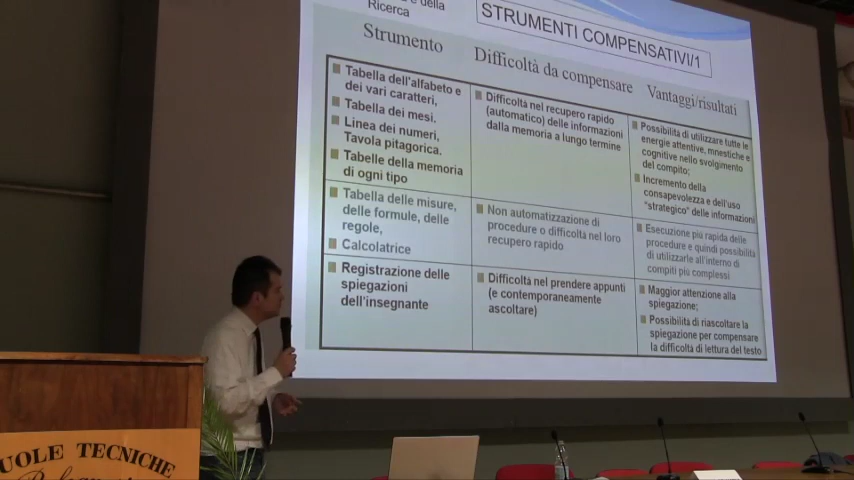 e della
Ricerca
STRUMENTI COMPENSATIVI/1
Strumento
Difficoltà da compensare
Vantaggi/risultati
Tabella dell'alfabeto e
dei vari caratteri,
Tabella dei mesi.
Linea dei numeri,
Tavola pitagorica.
Tabelle della memoria
di ogni tipo
Difficoltà nel recupero rapido
(automatico) delle informazioni
dalla memoria a lungo termine
Possibilità di utilizzare tutte le
energie attentive, mnestiche e
cognitive nello svolgimento
del compito;
Incremento della
consapevolezza e dell'uso
"strategico" delle informazioni
Tabella delle misure,
delle formule, delle
regole,
Calcolatrice
Non automatizzazione di
procedure o difficoltà nel loro
recupero rapido
Esecuzione più rapida delle
procedure e quindi possibilità
di utilizzarle all'interno di
compiti più complessi
Registrazione delle
spiegazioni
dell'insegnante
Difficoltà nel prendere appunti
(e contemporaneamente
ascoltare)
Maggior attenzione alla
spiegazione;
Possibilità di riascoltare la
spiegazione per compensare
la difficoltà di lettura del testo
UOLE TECNICHE